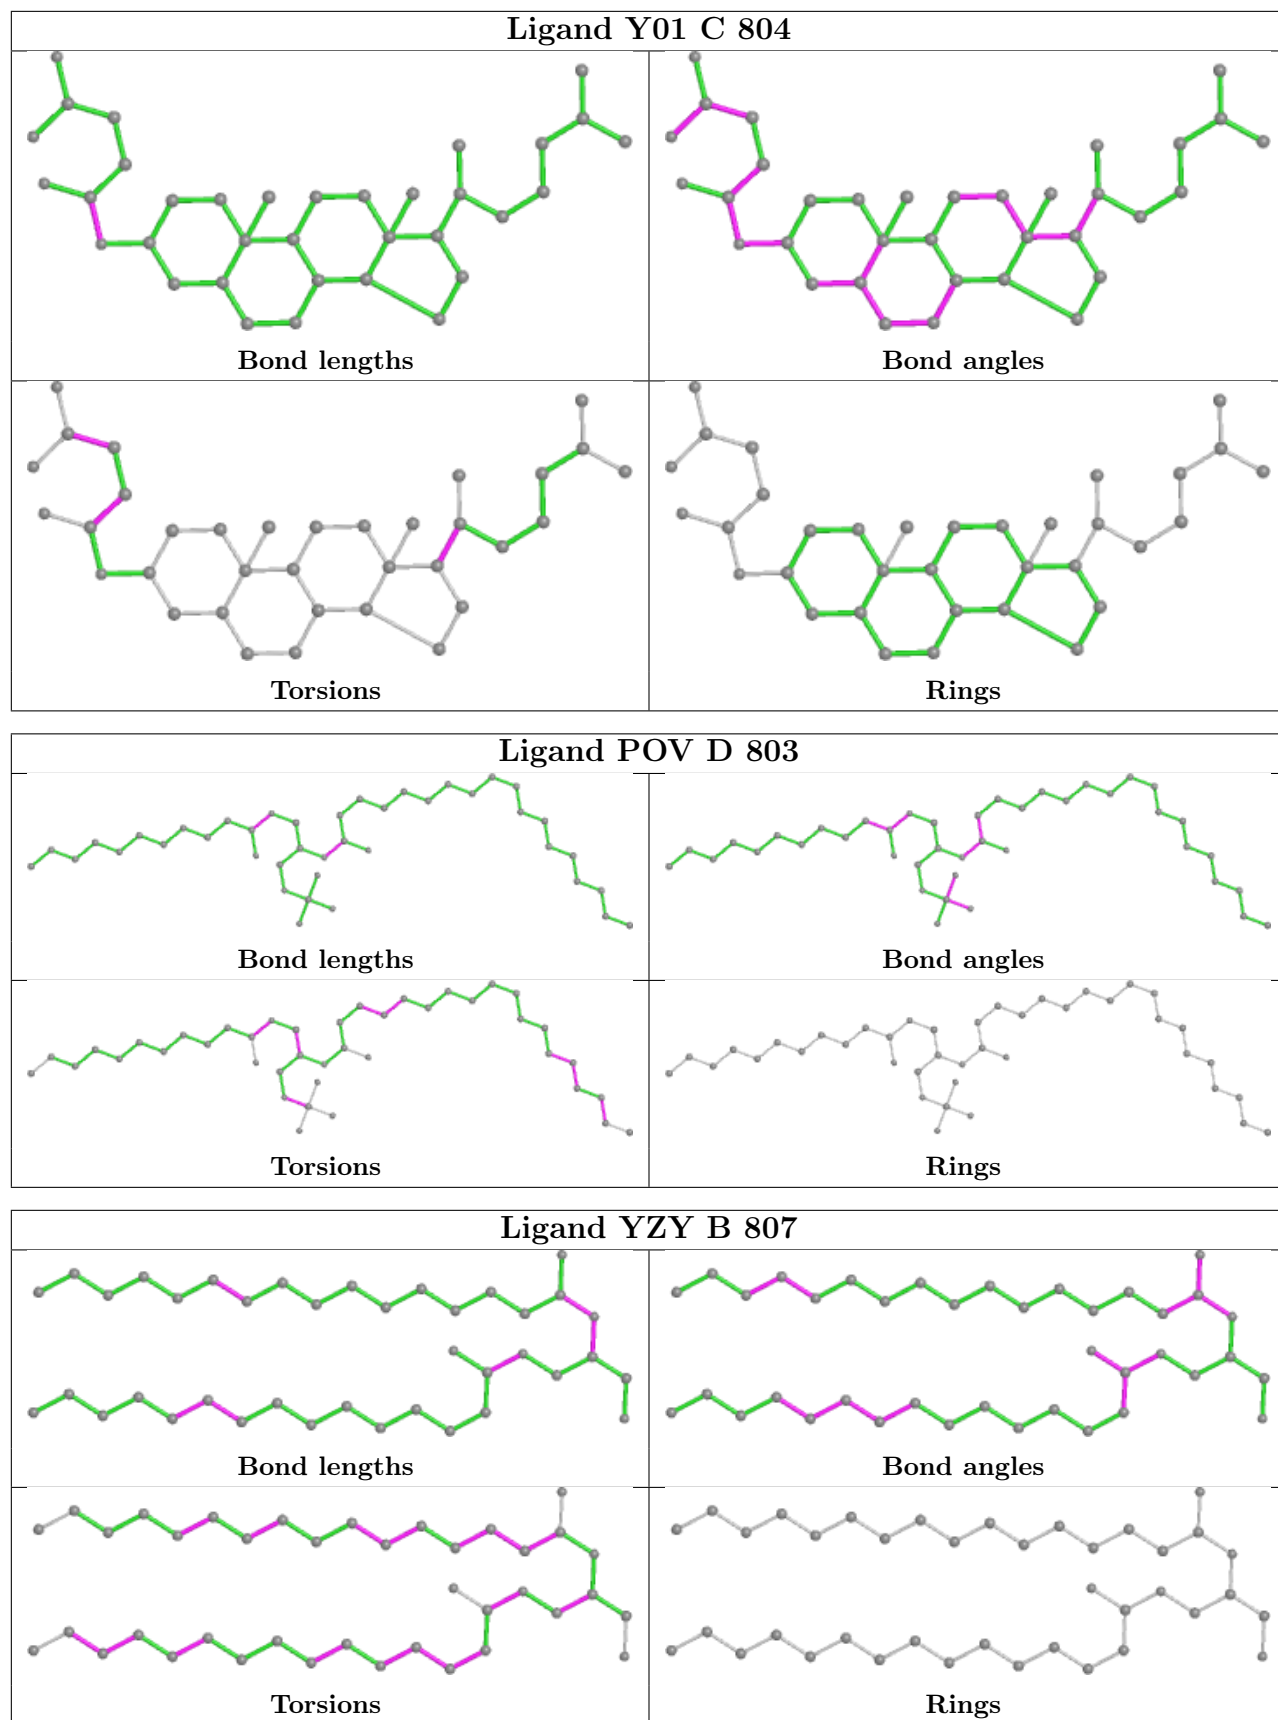 Ligand Y01 C 804
Bond lengths
Bond angles
Torsions
Rings
Ligand POV D 803
Bond lengths
Bond angles
Torsions
Rings
Ligand YZY B 807
Bond lengths
Bond angles
Torsions
Rings